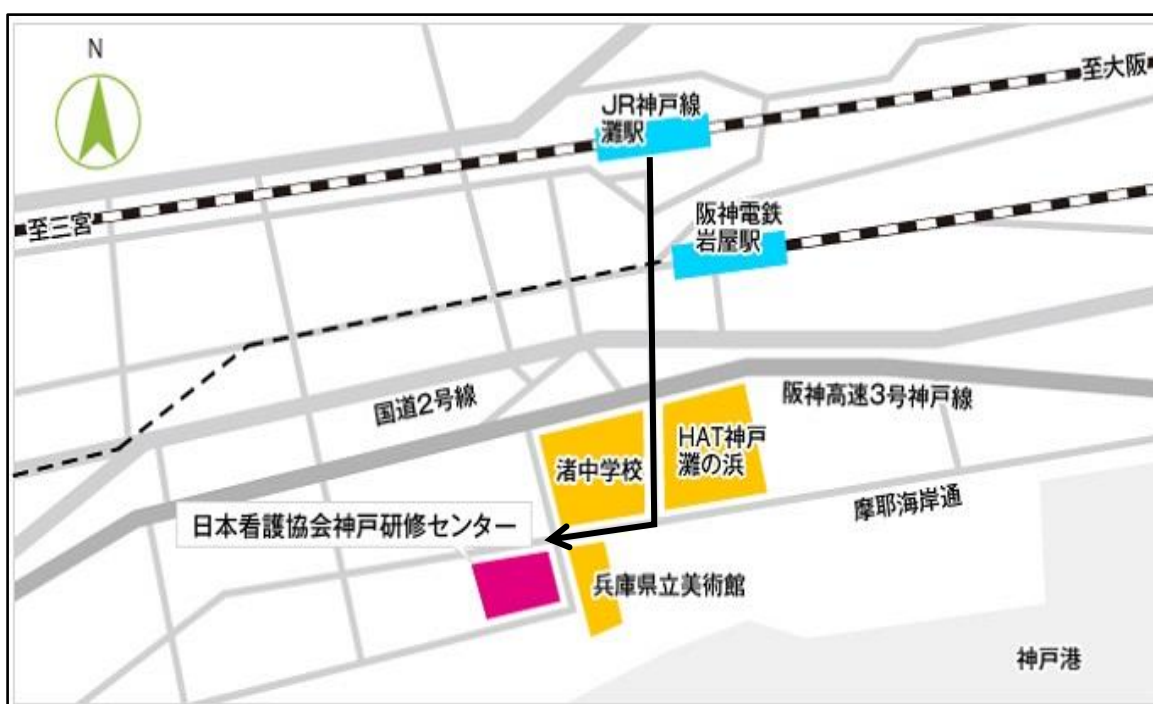 N
至大阪
JR神戸線
灘駅
至三宮
阪神電鉄
岩屋駅
国道2号線
阪神高速3号神戸線
渚中学校
HAT神戸
灘の浜
摩耶海岸通
日本看護協会神戸研修センター
兵庫県立美術館
神戸港